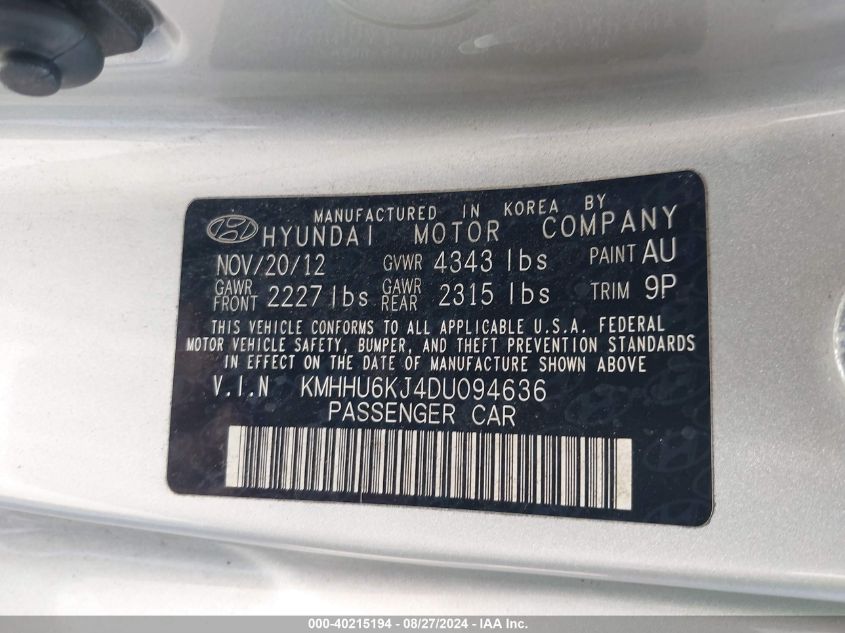 MANUFACTURED IN KOREA BY
HYUNDAI MOTOR COMPANY
NOV/20/12 GVWR 4343 lbs PAINT AU
GAWR FRONT 2227 lbs GAWR REAR 2315 lbs TRIM 9P
THIS VEHICLE CONFORMS TO ALL APPLICABLE U.S.A. FEDERAL
MOTOR VEHICLE SAFETY, BUMPER, AND THEFT PREVENTION STANDARDS
IN EFFECT ON THE DATE OF MANUFACTURE SHOWN ABOVE
V.I.N KMHHU6KJ4DU094636
PASSENGER CAR
000-40215194 - 08/27/2024 - IAA Inc.